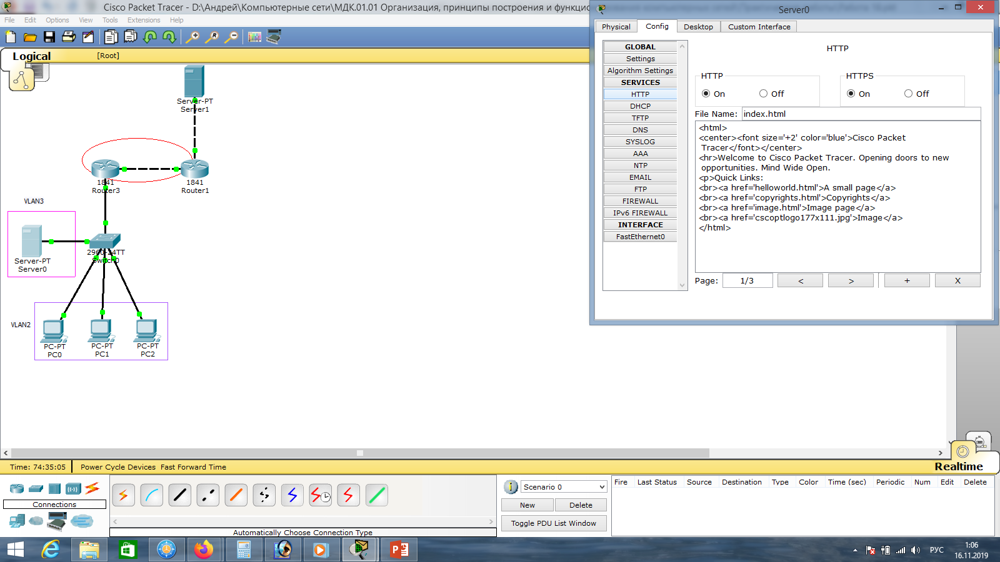 Cisco Packet Tracer - D:\Андрей\Компьютерные сети\МДК.01.01 Организация, принципы построения и функцио
File Edit Options View Tools Extensions Help
Logical
[Root]
Server-PT
Server1
1841
Router3
1841
Router1
VLAN3
Server-PT
Server0
2960-24TT
Switch0
VLAN2
PC-PT
PC0
PC-PT
PC1
PC-PT
PC2
Server0
Physical Config Desktop Custom Interface
GLOBAL
Settings
Algorithm Settings
SERVICES
HTTP
DHCP
TFTP
DNS
SYSLOG
AAA
NTP
EMAIL
FTP
FIREWALL
IPv6 FIREWALL
INTERFACE
FastEthernet0
HTTP
HTTP
On Off
HTTPS
On Off
File Name: index.html
<html>
<center><font size='+2' color='blue'>Cisco Packet
Tracer</font></center>
<hr>Welcome to Cisco Packet Tracer. Opening doors to new
opportunities. Mind Wide Open.
<p>Quick Links:
<br><a href='helloworld.html'>A small page</a>
<br><a href='copyrights.html'>Copyrights</a>
<br><a href='image.html'>Image page</a>
<br><a href='cscoptlogo177x111.jpg'>Image</a>
</html>
Page: 1/3 < > + X
Time: 74:35:05 Power Cycle Devices Fast Forward Time
Realtime
Connections
Automatically Choose Connection Type
Scenario 0
New Delete
Toggle PDU List Window
Fire Last Status Source Destination Type Color Time (sec) Periodic Num Edit Delete
РУС
1:06
16.11.2019